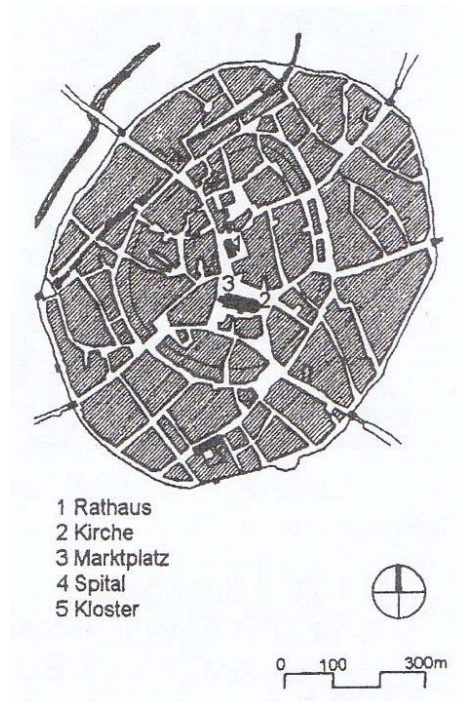 3
2
1 Rathaus
2 Kirche
3 Marktplatz
4 Spital
5 Kloster
0 100 300m